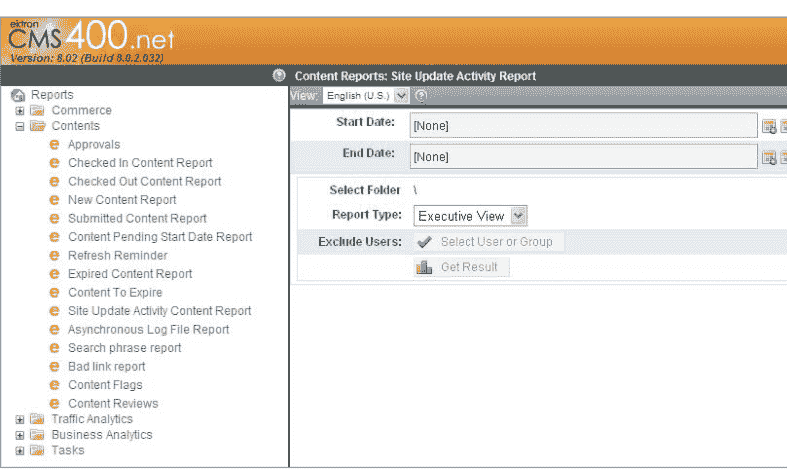 ektron
CMS400.net
Version: 8.02 (Build 8.0.2.032)
Content Reports: Site Update Activity Report
Reports
Commerce
Contents
Approvals
Checked In Content Report
Checked Out Content Report
New Content Report
Submitted Content Report
Content Pending Start Date Report
Refresh Reminder
Expired Content Report
Content To Expire
Site Update Activity Content Report
Asynchronous Log File Report
Search phrase report
Bad link report
Content Flags
Content Reviews
Traffic Analytics
Business Analytics
Tasks
View: English (U.S.)
Start Date: [None]
End Date: [None]
Select Folder \
Report Type: Executive View
Exclude Users: Select User or Group
Get Result